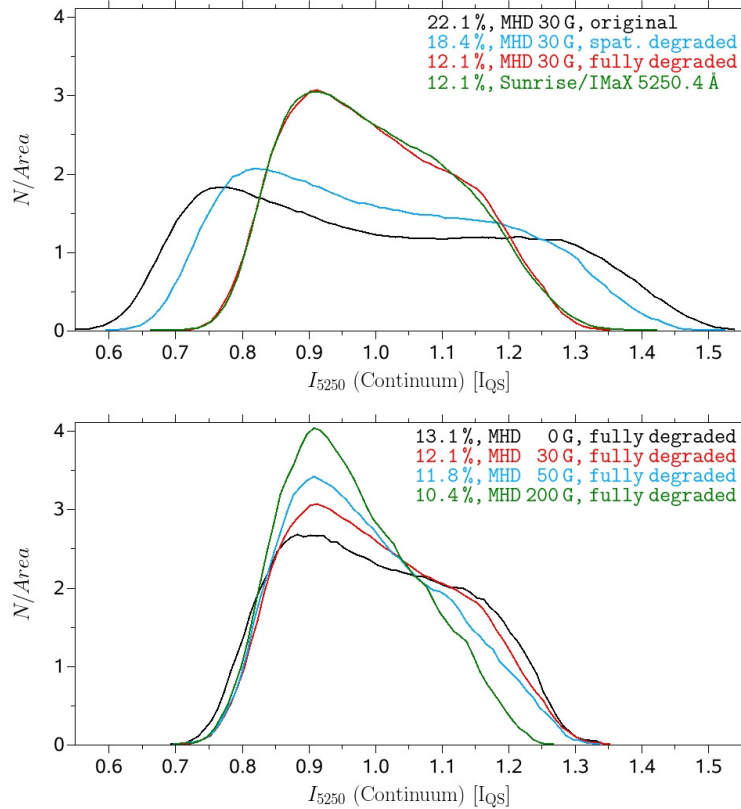 4
22.1%, MHD 30 G, original
18.4%, MHD 30 G, spat. degraded
12.1%, MHD 30 G, fully degraded
12.1%, Sunrise/IMaX 5250.4 Å
3
N/Area
2
1
0
0.6 0.7 0.8 0.9 1.0 1.1 1.2 1.3 1.4 1.5
I5250 (Continuum) [IQS]
4
13.1%, MHD 0 G, fully degraded
12.1%, MHD 30 G, fully degraded
11.8%, MHD 50 G, fully degraded
10.4%, MHD 200 G, fully degraded
3
N/Area
2
1
0
0.6 0.7 0.8 0.9 1.0 1.1 1.2 1.3 1.4 1.5
I5250 (Continuum) [IQS]